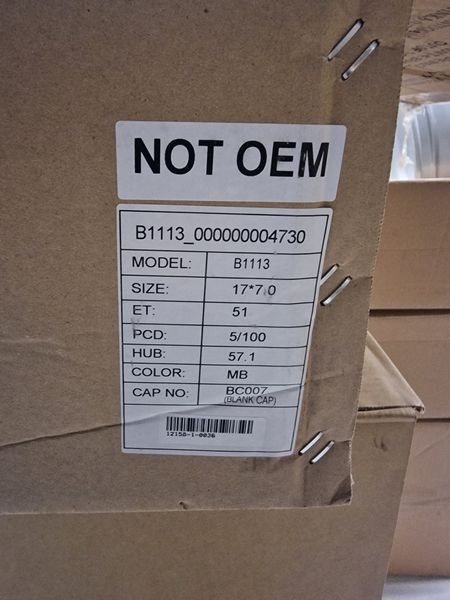 NOT OEM
B1113_000000004730
MODEL: B1113
SIZE: 17*7.0
ET: 51
PCD: 5/100
HUB: 57.1
COLOR: MB
CAP NO: BC007
(BLANK CAP)
12158-1-0036